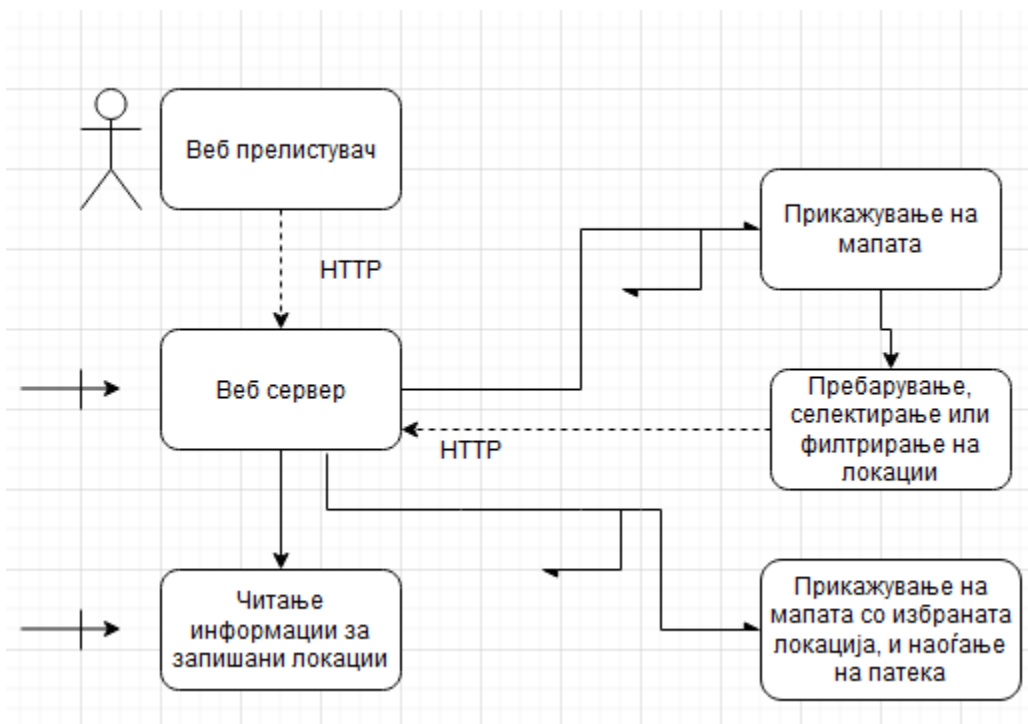 Веб прелистувач
HTTP
Прикажување на
мапата
Веб сервер
Пребарување,
селектирање или
филтрирање на
локации
HTTP
Читање
информации за
запишани локации
Прикажување на
мапата со избраната
локација, и наоѓање
на патека